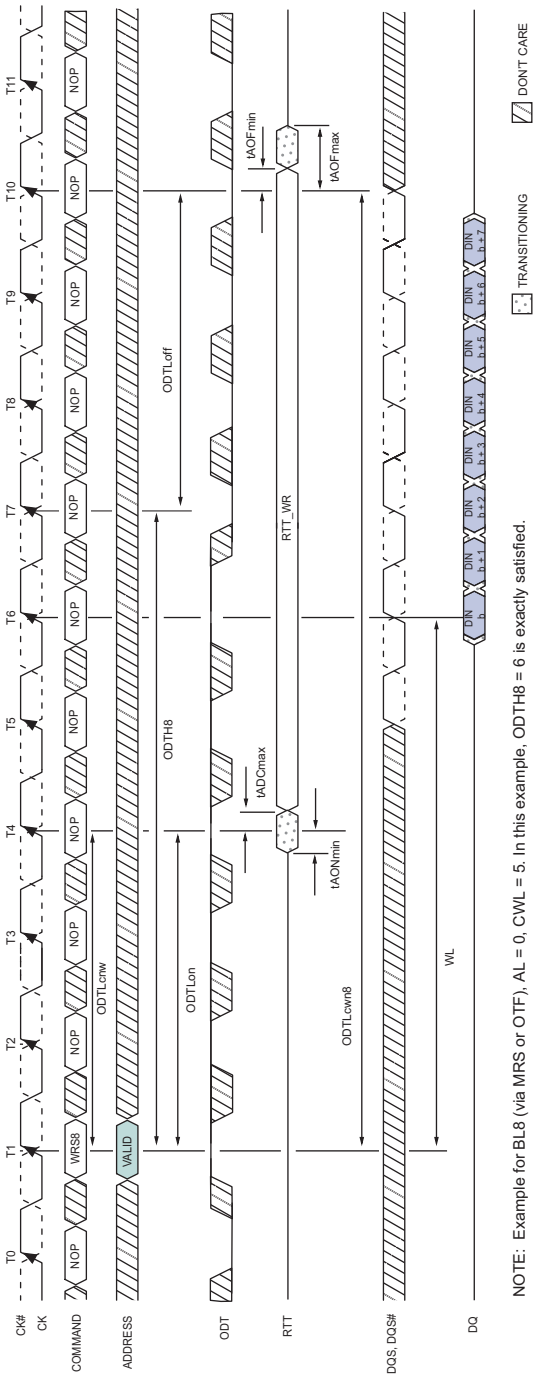 T0 T1 T2 T3 T4 T5 T6 T7 T8 T9 T10 T11
CK#
CK
COMMAND NOP WRS8 NOP NOP NOP NOP NOP NOP NOP NOP NOP NOP
ODTLcnw
ADDRESS VALID
ODTH8 ODTLoff
ODTLon
ODT
tADCmax tAOFmin
RTT RTT_WR
tAONmin tAOFmax
ODTLcwn8
DQS, DQS#
WL
DQ DIN b DIN b + 1 DIN b + 2 DIN b + 3 DIN b + 4 DIN b + 5 DIN b + 6 DIN b + 7
TRANSITIONING DON'T CARE
NOTE: Example for BL8 (via MRS or OTF), AL = 0, CWL = 5. In this example, ODTH8 = 6 is exactly satisfied.